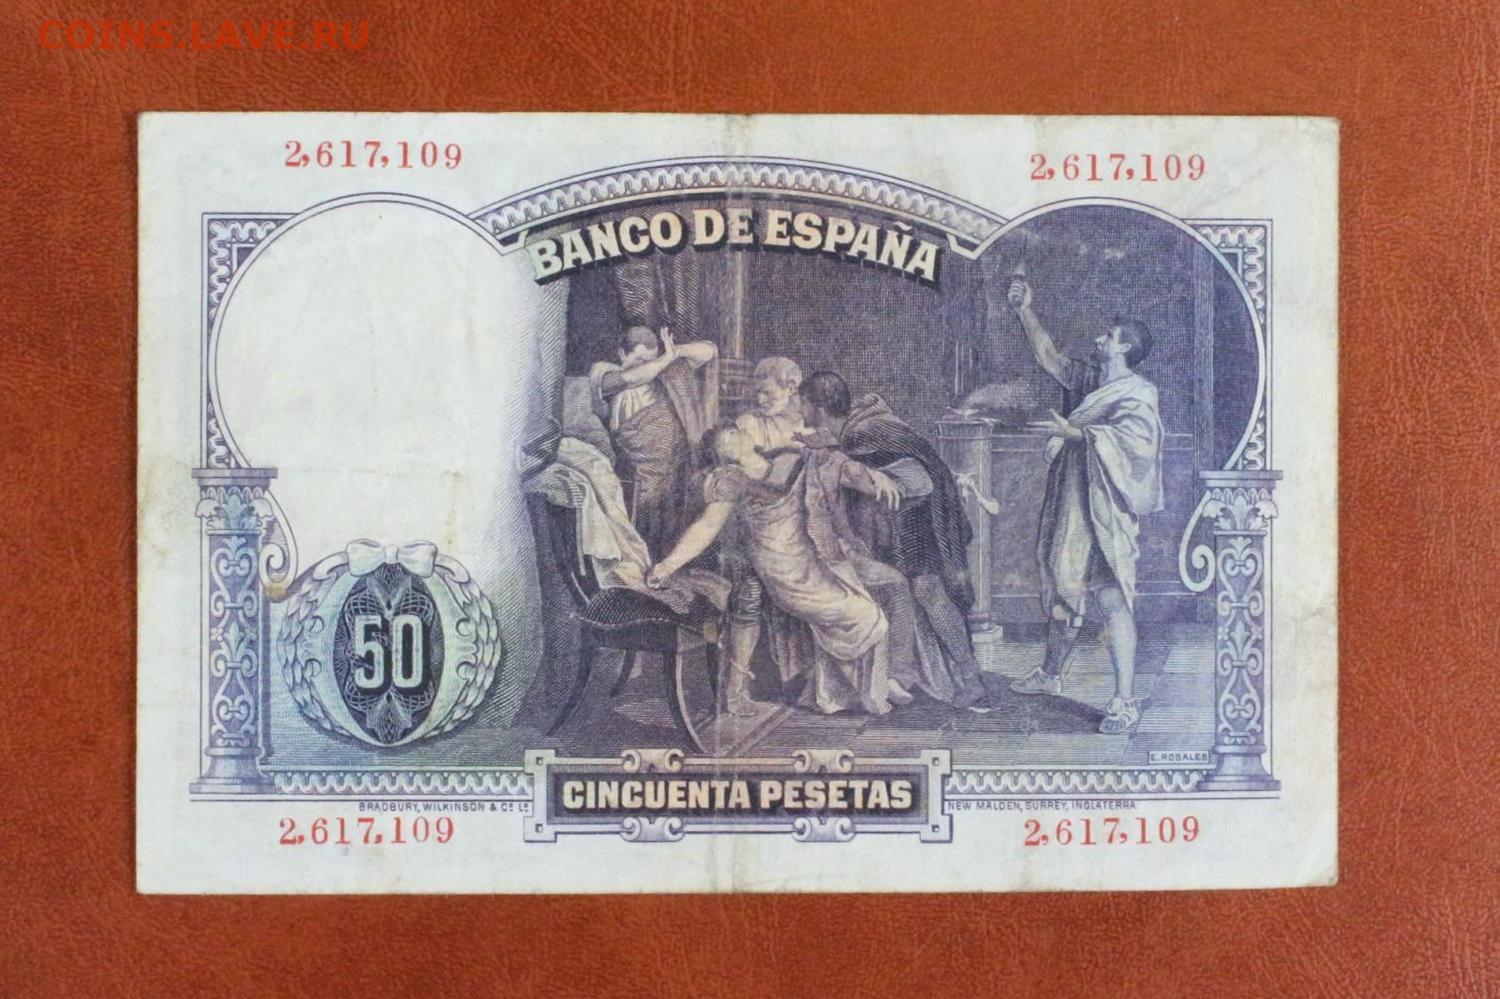 COINS.LAVE.RU
2,617,109
2,617,109
BANCO DE ESPAÑA
50
E. ROSALES
CINCUENTA PESETAS
BRADBURY, WILKINSON & Cº Lᵈ
NEW MALDEN, SURREY, INGLATERRA
2,617,109
2,617,109